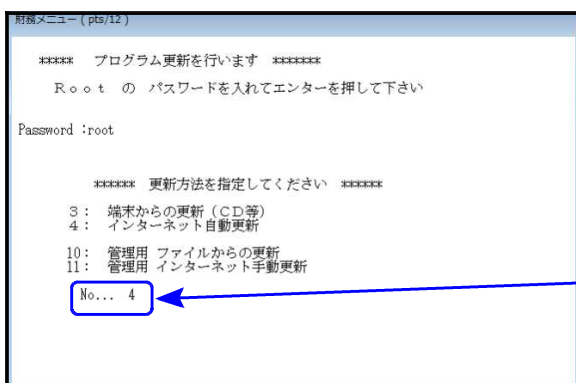 財務メニュー ( pts/12 )
***** プログラム更新を行います *******
Ｒｏｏｔ の パスワードを入れてエンターを押して下さい
Password :root
****** 更新方法を指定してください ******
３： 端末からの更新（ＣＤ等）
４： インターネット自動更新
10： 管理用 ファイルからの更新
11： 管理用 インターネット手動更新
No... 4